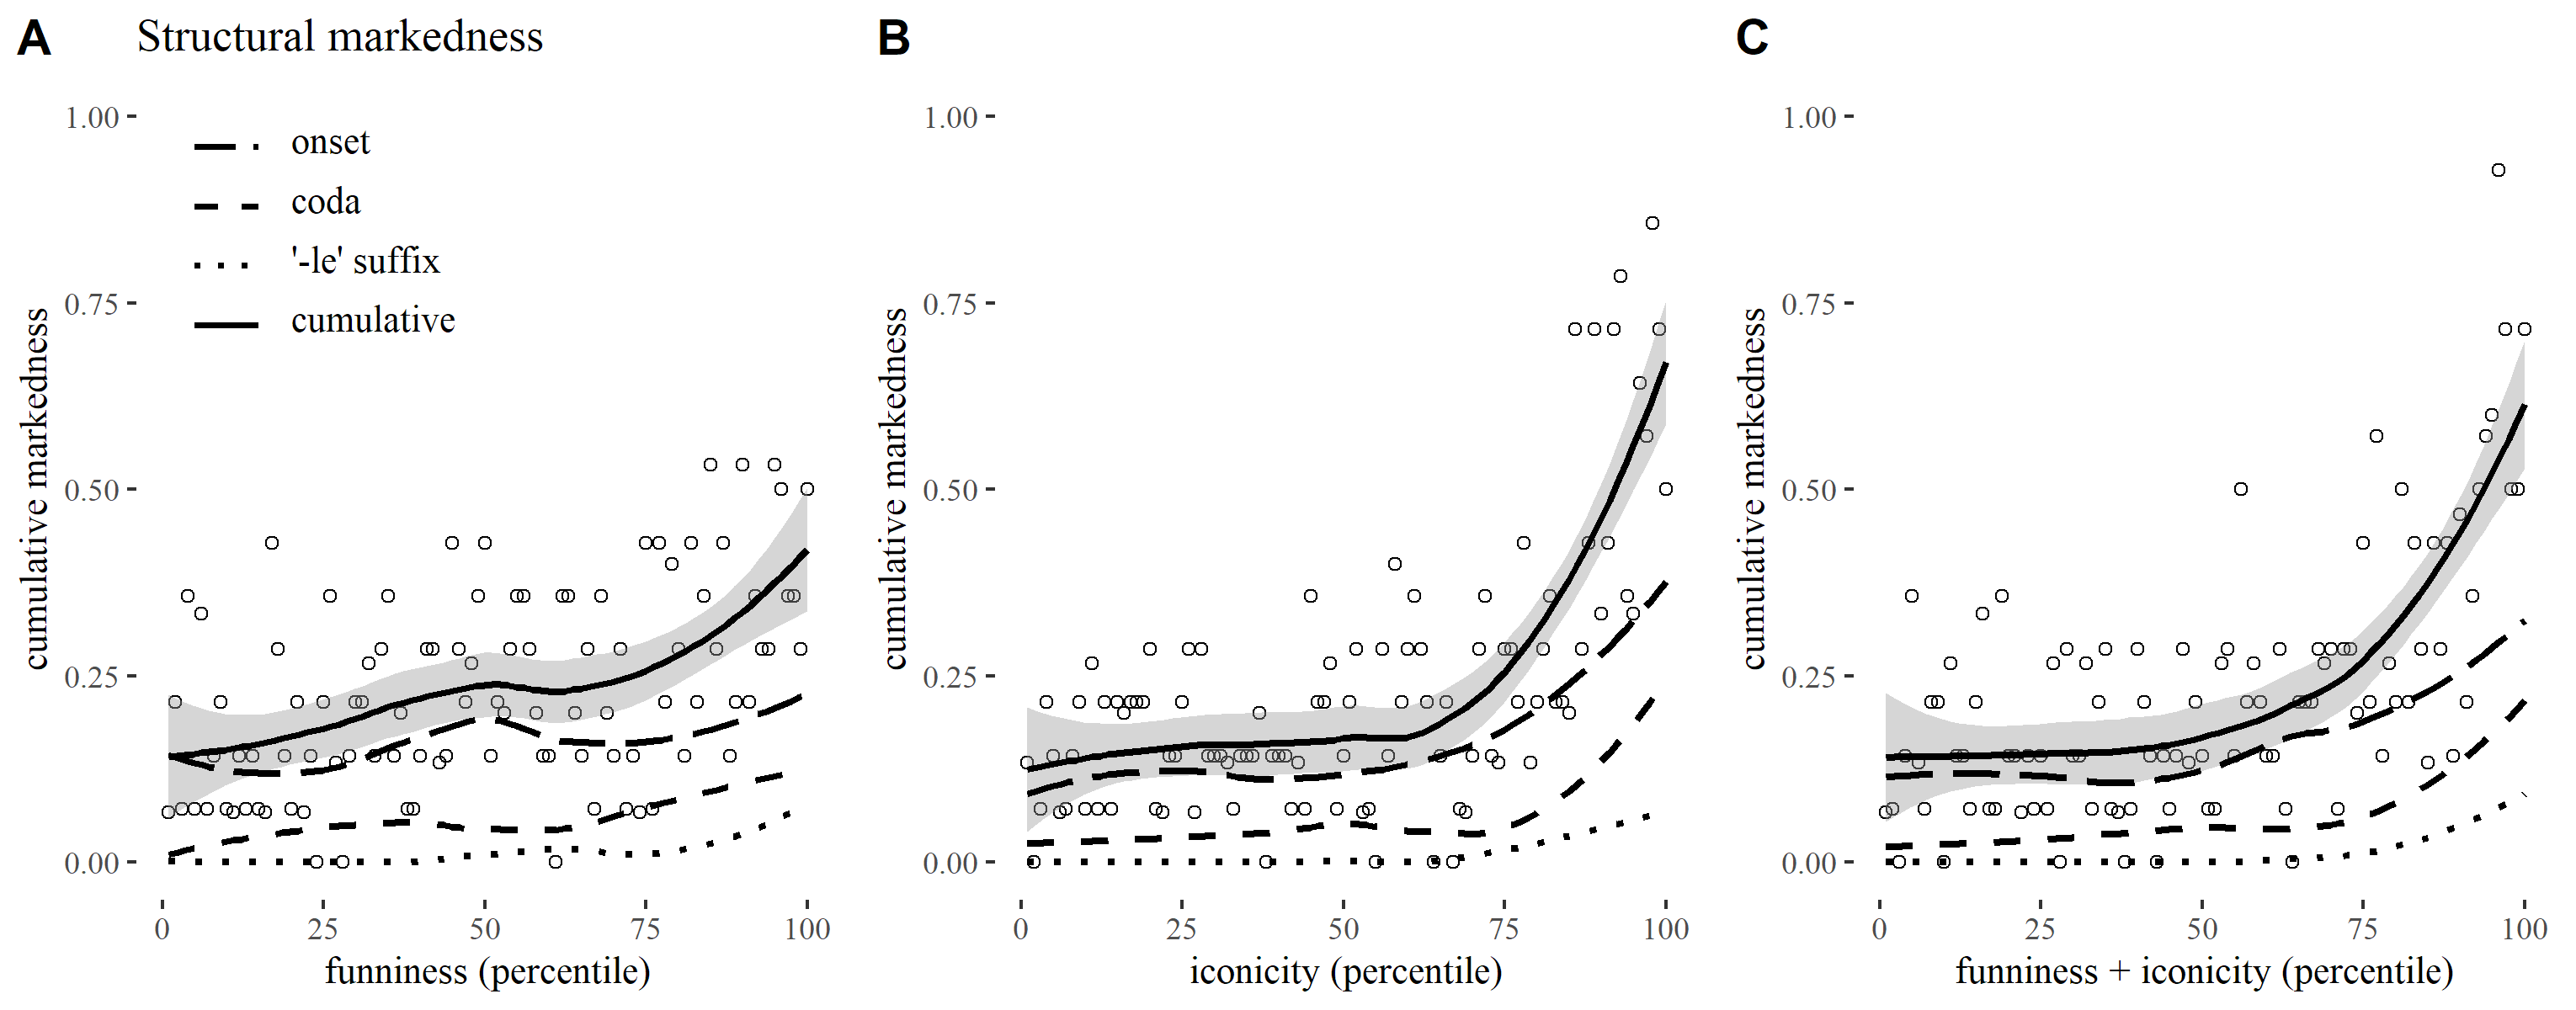 A Structural markedness
1.00
0.75
0.50
0.25
0.00
cumulative markedness
onset
coda
'-le' suffix
cumulative
0 25 50 75 100
funniness (percentile)
B
1.00
0.75
0.50
0.25
0.00
cumulative markedness
0 25 50 75 100
iconicity (percentile)
C
1.00
0.75
0.50
0.25
0.00
cumulative markedness
0 25 50 75 100
funniness + iconicity (percentile)